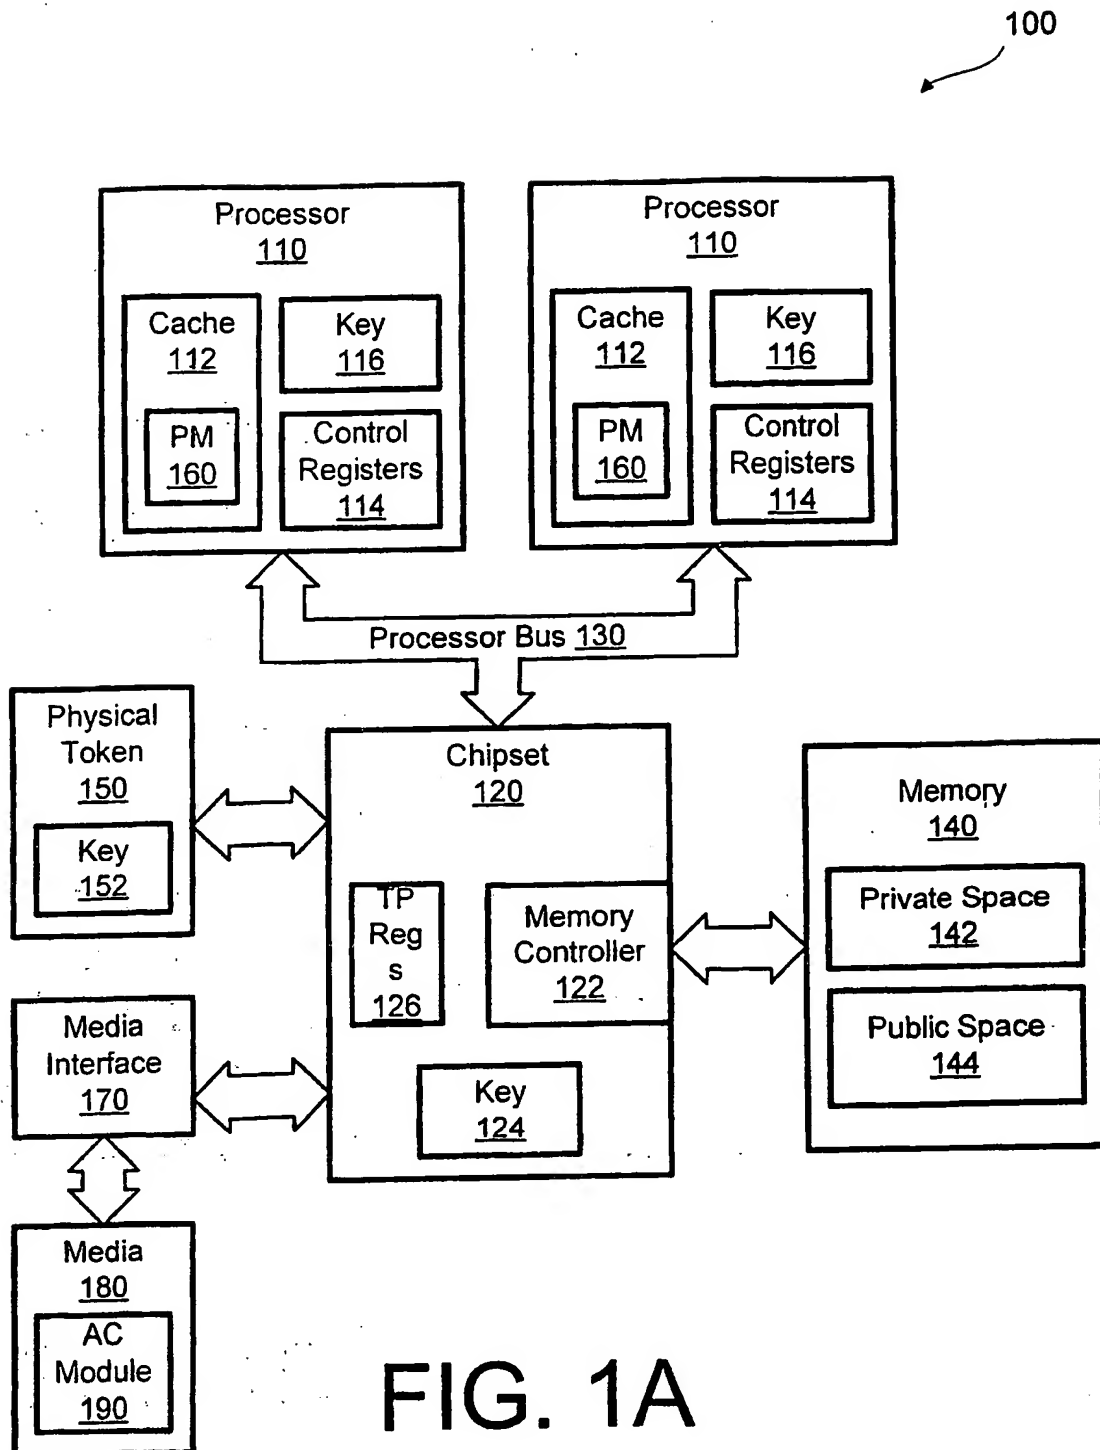 100
Processor
110
Cache
112
PM
160
Key
116
Control
Registers
114
Processor
110
Cache
112
PM
160
Key
116
Control
Registers
114
Processor Bus 130
Physical
Token
150
Key
152
Chipset
120
TP
Reg
s
126
Memory
Controller
122
Key
124
Memory
140
Private Space
142
Public Space
144
Media
Interface
170
Media
180
AC
Module
190
FIG. 1A